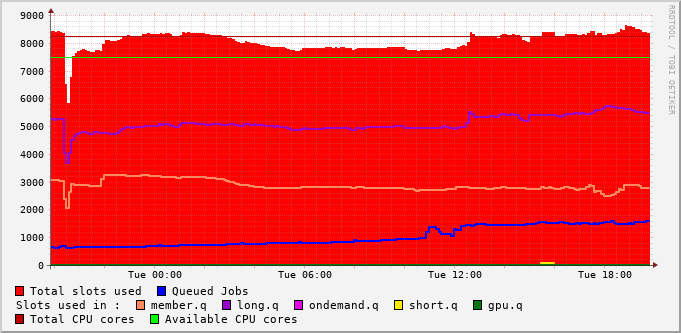 9000
8000
7000
6000
5000
4000
3000
2000
1000
0
Tue 00:00 Tue 06:00 Tue 12:00 Tue 18:00
RRDTOOL / TOBI OETIKER
Total slots used Queued Jobs
Slots used in : member.q long.q ondemand.q short.q gpu.q
Total CPU cores Available CPU cores